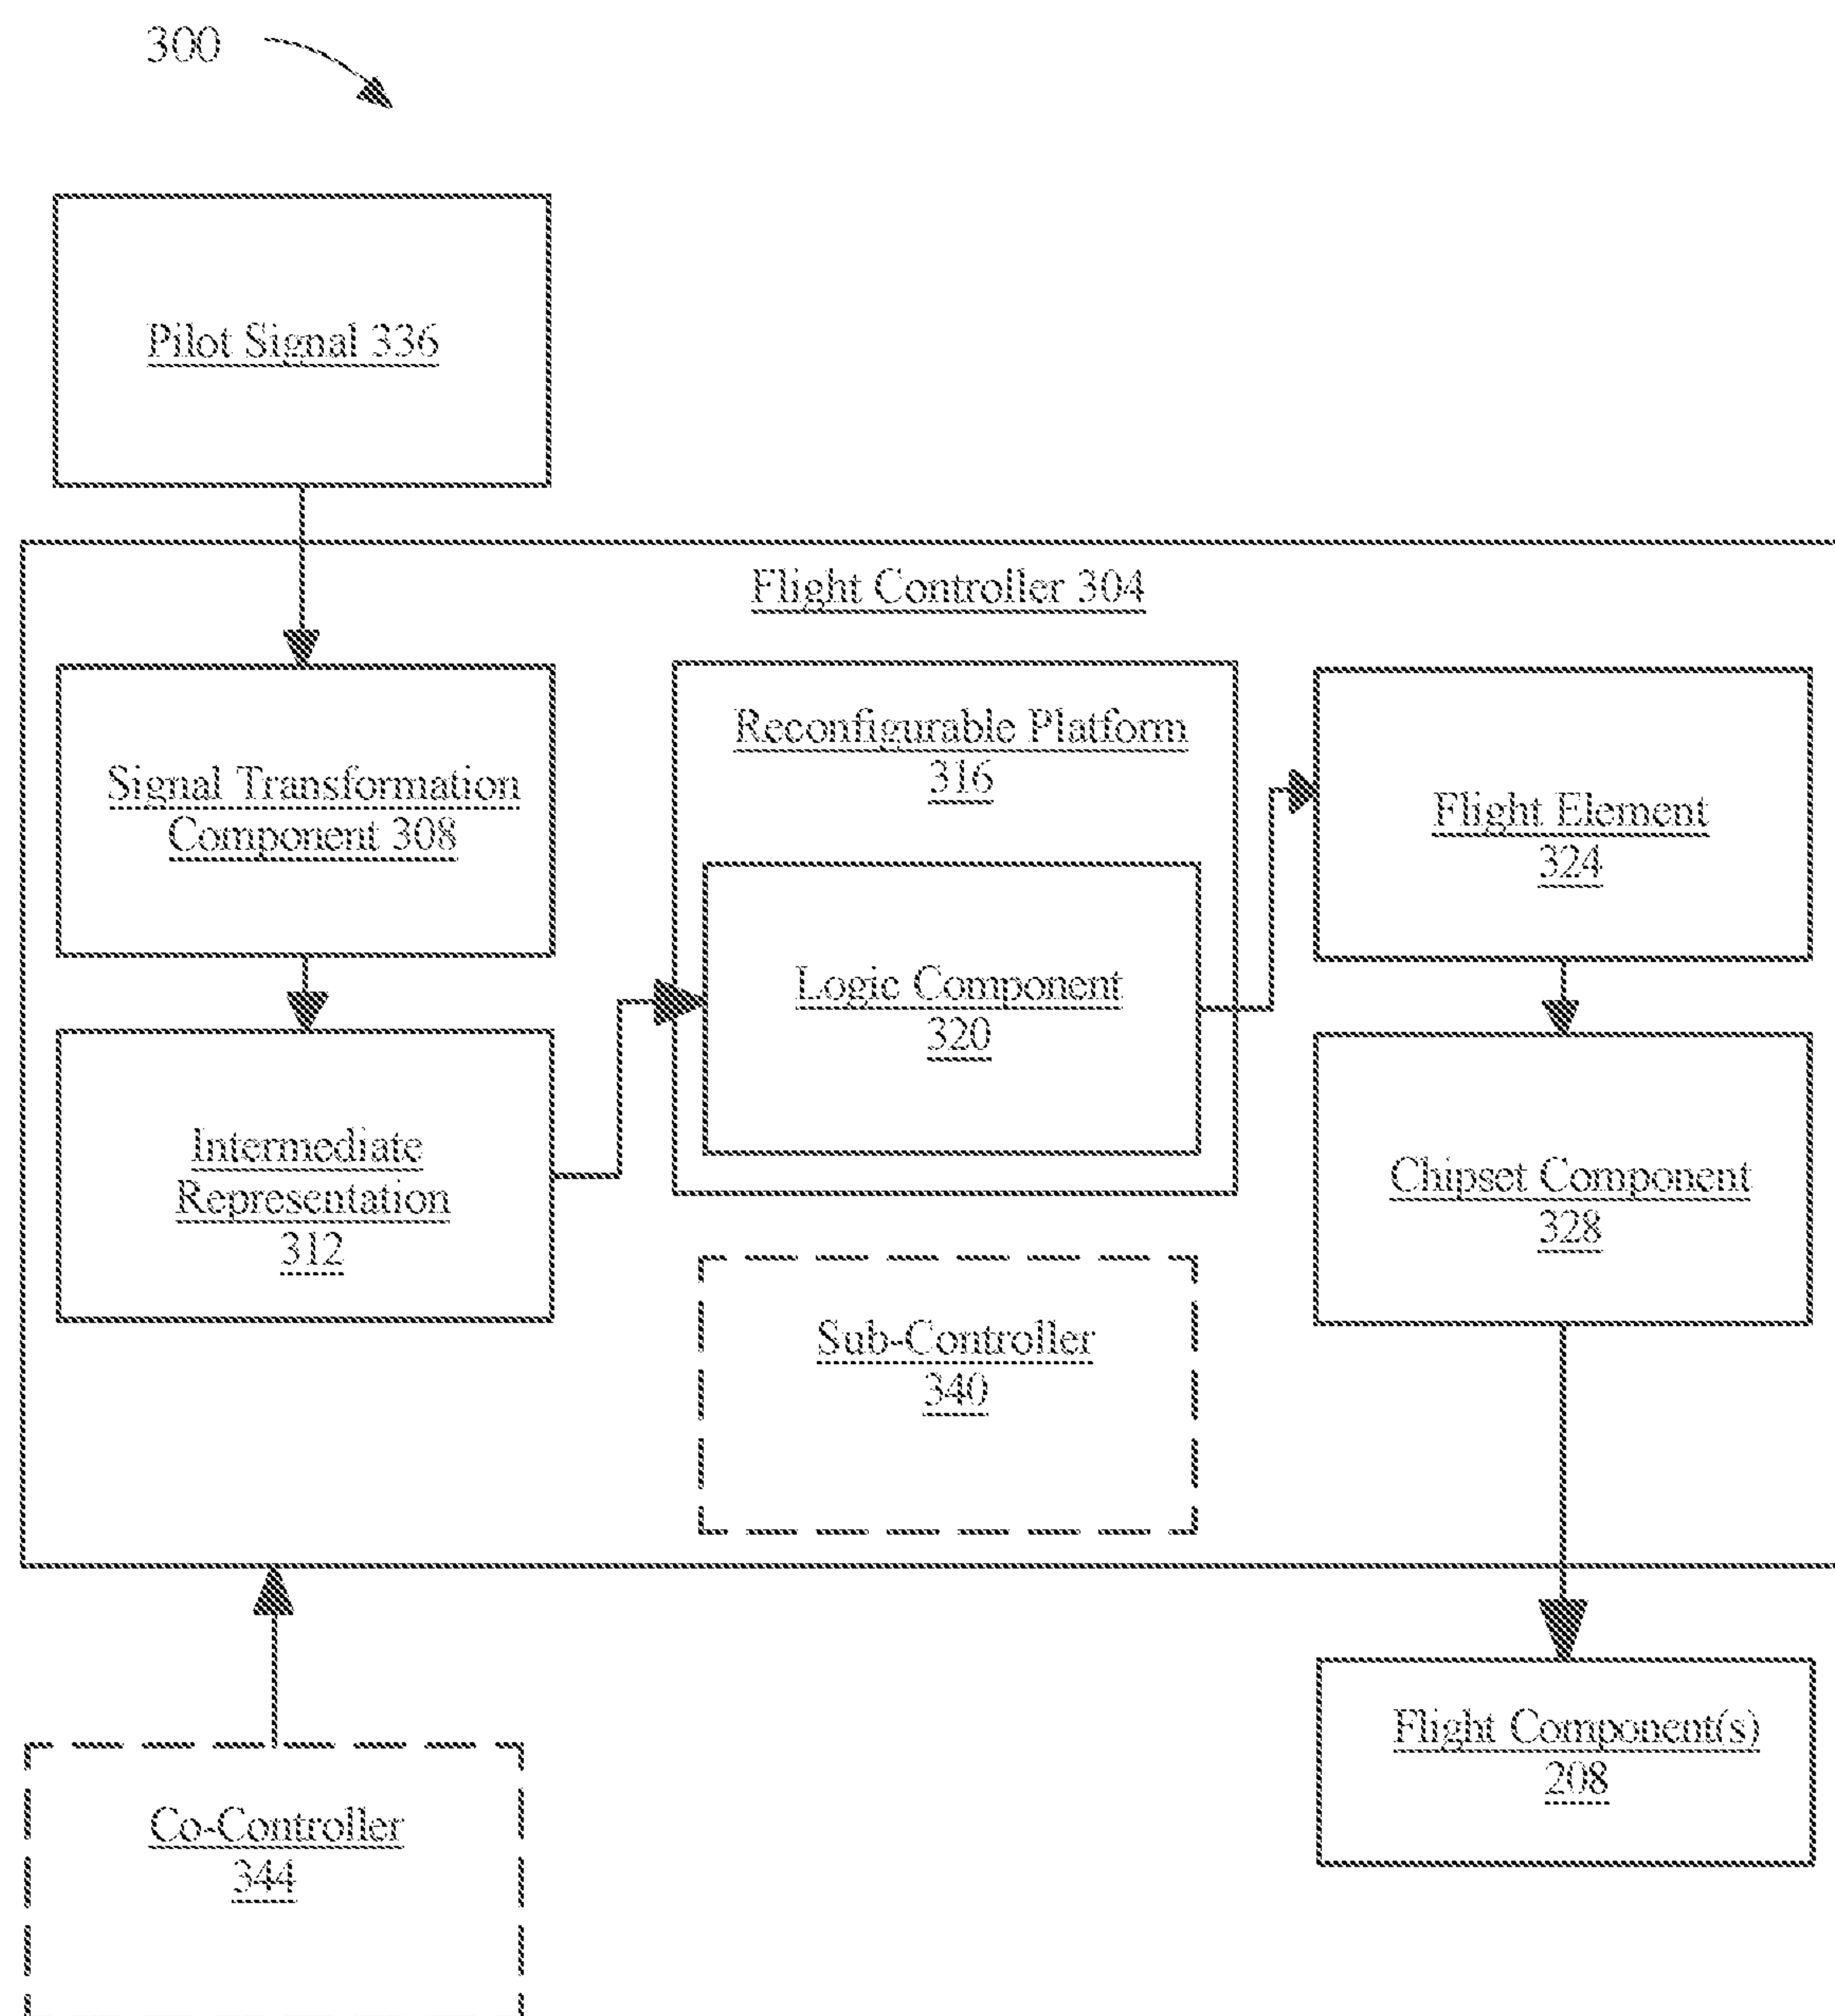 300
Pilot Signal 336
Flight Controller 304
Signal Transformation
Component 308
Intermediate
Representation
312
Reconfigurable Platform
316
Logic Component
320
Sub-Controller
340
Flight Element
324
Chipset Component
328
Flight Component(s)
208
Co-Controller
344